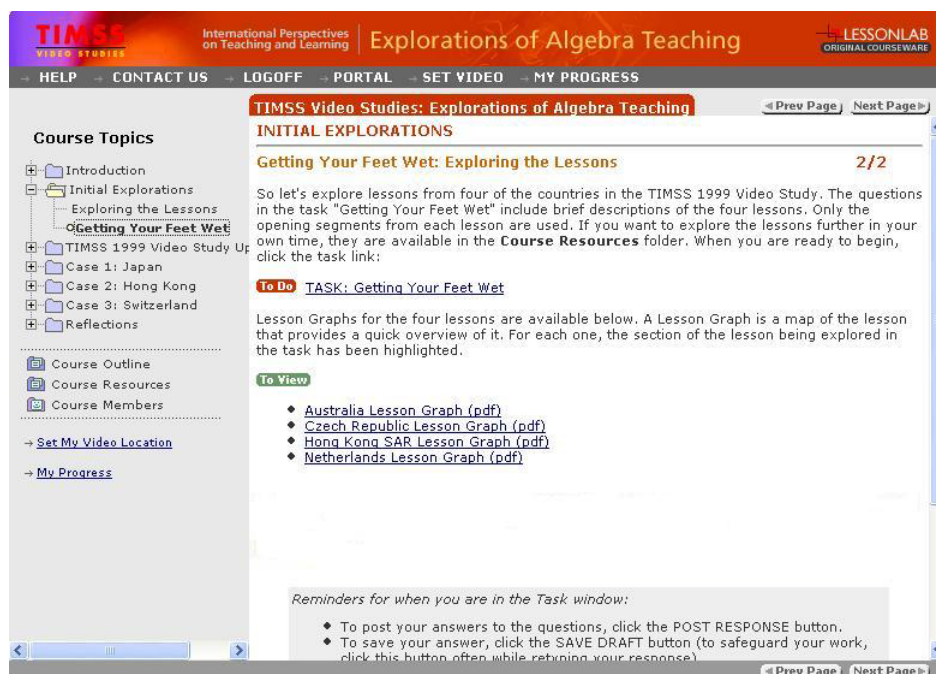 TIMSS
VIDEO STUDIES
International Perspectives
on Teaching and Learning
Explorations of Algebra Teaching
LESSONLAB
ORIGINAL COURSEWARE
→ HELP → CONTACT US → LOGOFF → PORTAL → SET VIDEO → MY PROGRESS
TIMSS Video Studies: Explorations of Algebra Teaching
Prev Page
Next Page
Course Topics
Introduction
Initial Explorations
Exploring the Lessons
Getting Your Feet Wet
TIMSS 1999 Video Study Up
Case 1: Japan
Case 2: Hong Kong
Case 3: Switzerland
Reflections
Course Outline
Course Resources
Course Members
→ Set My Video Location
→ My Progress
INITIAL EXPLORATIONS
Getting Your Feet Wet: Exploring the Lessons 2/2
So let's explore lessons from four of the countries in the TIMSS 1999 Video Study. The questions
in the task "Getting Your Feet Wet" include brief descriptions of the four lessons. Only the
opening segments from each lesson are used. If you want to explore the lessons further in your
own time, they are available in the Course Resources folder. When you are ready to begin,
click the task link:
To Do TASK: Getting Your Feet Wet
Lesson Graphs for the four lessons are available below. A Lesson Graph is a map of the lesson
that provides a quick overview of it. For each one, the section of the lesson being explored in
the task has been highlighted.
To View
• Australia Lesson Graph (pdf)
• Czech Republic Lesson Graph (pdf)
• Hong Kong SAR Lesson Graph (pdf)
• Netherlands Lesson Graph (pdf)
Reminders for when you are in the Task window:
• To post your answers to the questions, click the POST RESPONSE button.
• To save your answer, click the SAVE DRAFT button (to safeguard your work,
click this button often while retyping your response)
Prev Page
Next Page